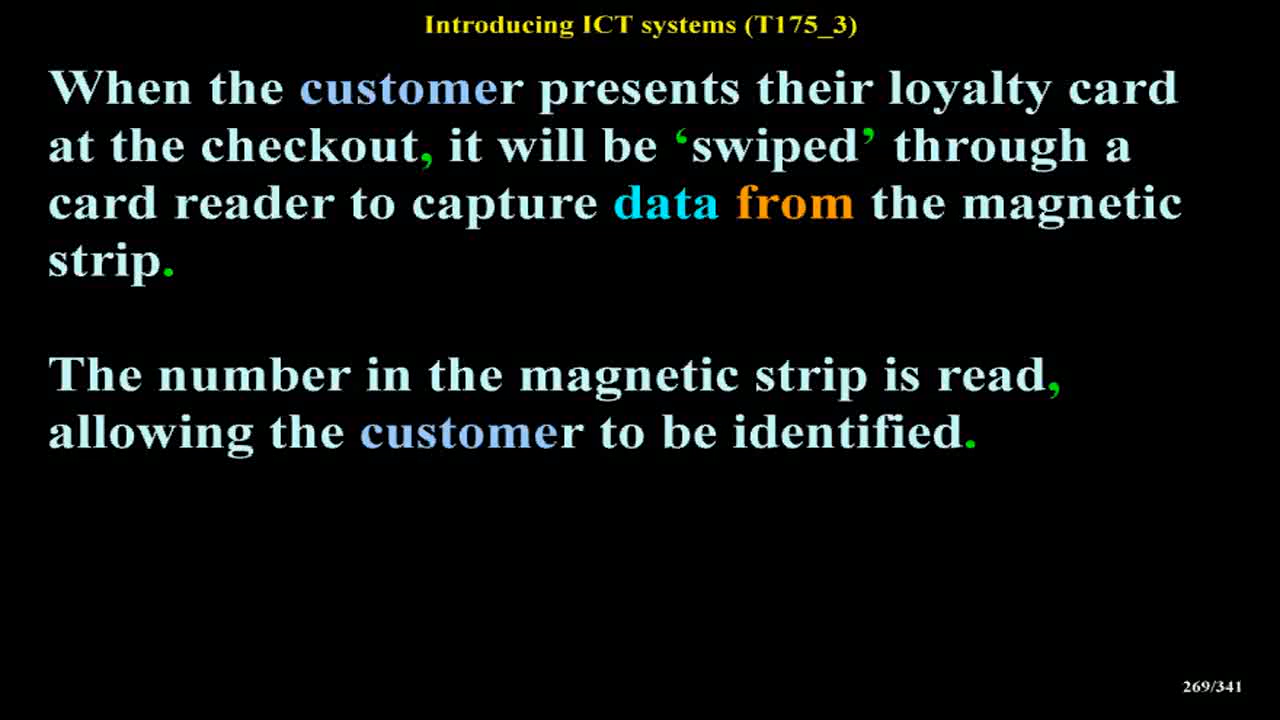 Introducing ICT systems (T175_3)
When the customer presents their loyalty card
at the checkout, it will be ‘swiped’ through a
card reader to capture data from the magnetic
strip.
The number in the magnetic strip is read,
allowing the customer to be identified.
269/341